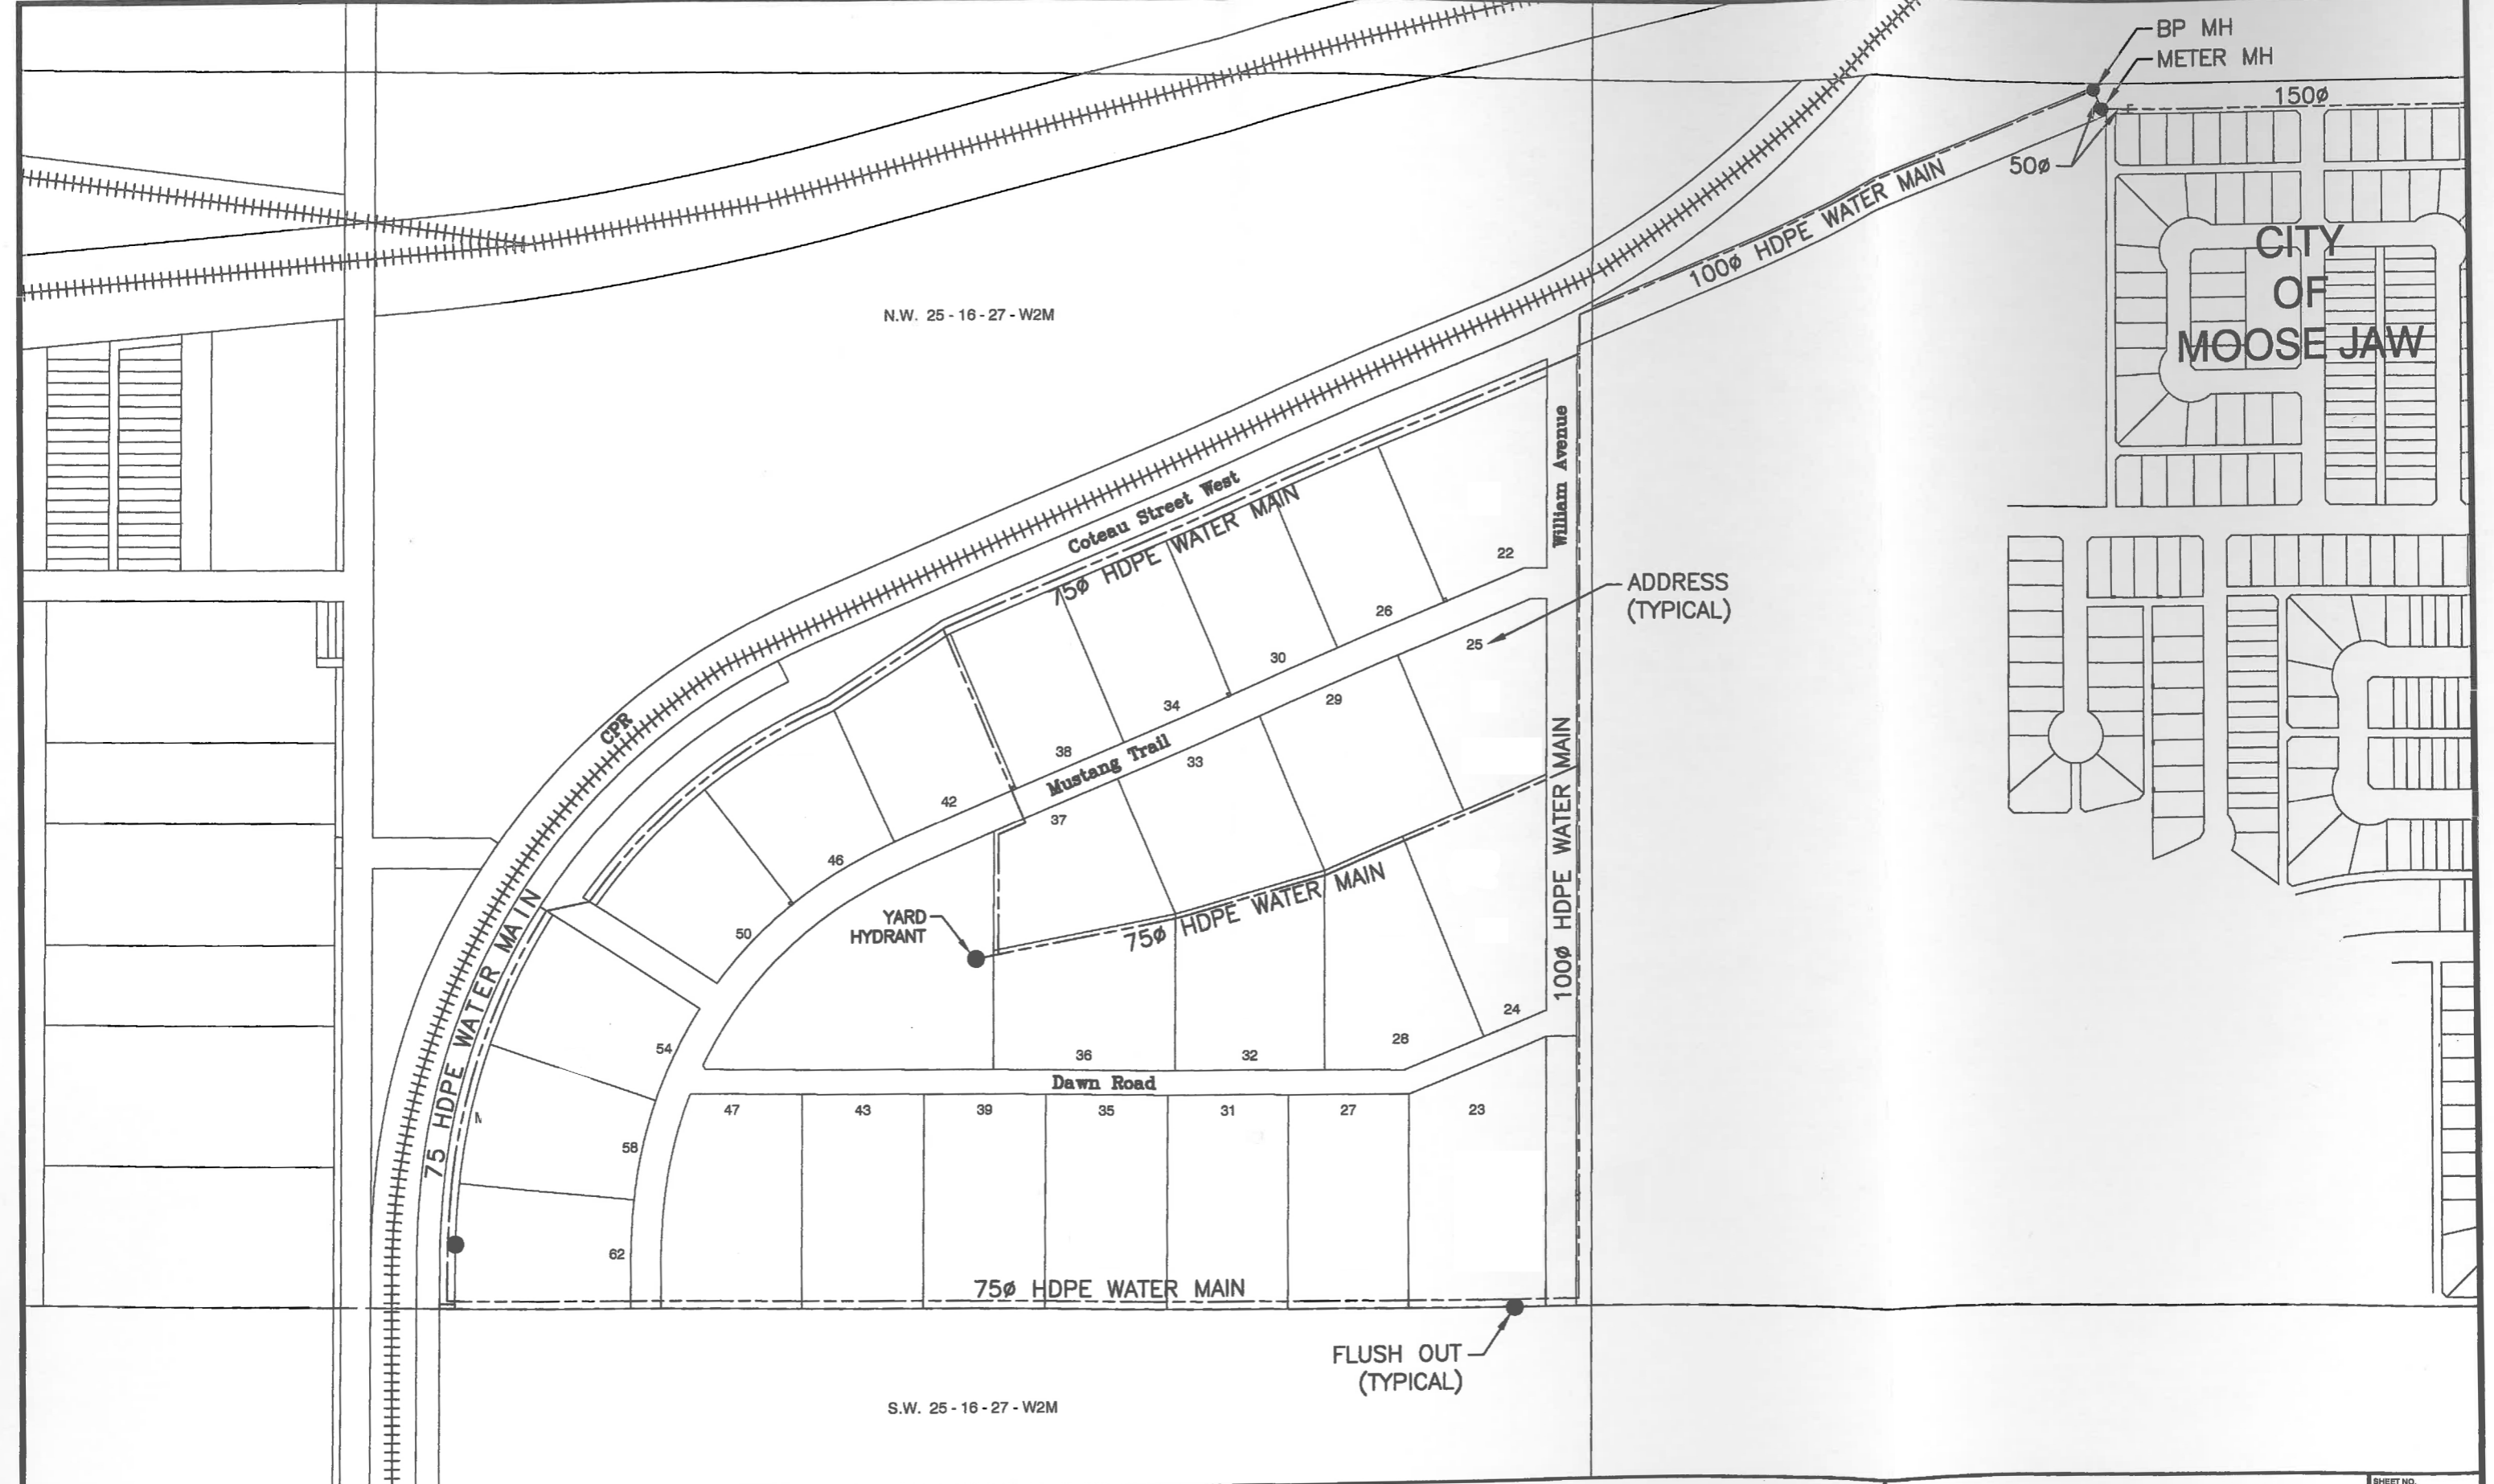 BP MH
METER MH
150ø
50ø
100ø HDPE WATER MAIN
CITY
OF
MOOSE JAW
N.W. 25 - 16 - 27 - W2M
William Avenue
Coteau Street West
75ø HDPE WATER MAIN
22
ADDRESS
(TYPICAL)
26
25
30
29
34
CPR
38
Mustang Trail
33
42
37
46
100ø HDPE WATER MAIN
75ø HDPE WATER MAIN
YARD
HYDRANT
50
75 HDPE WATER MAIN
24
28
54
36
32
Dawn Road
47
43
39
35
31
27
23
58
62
75ø HDPE WATER MAIN
FLUSH OUT
(TYPICAL)
S.W. 25 - 16 - 27 - W2M
SHEET NO.